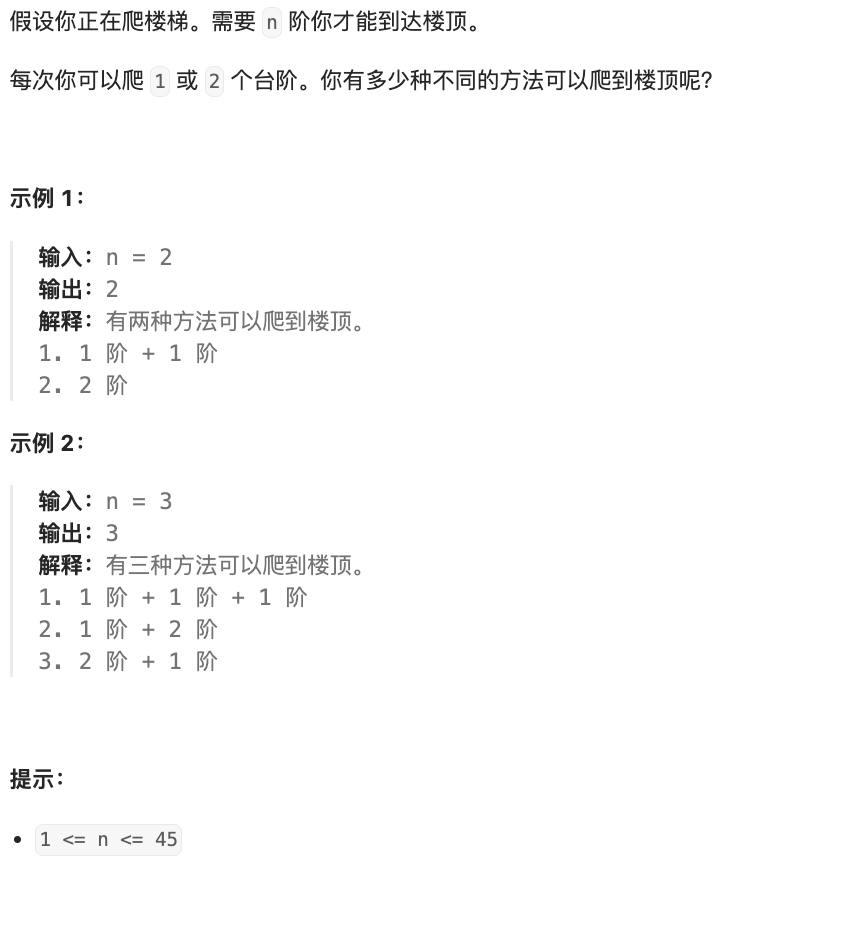 假设你正在爬楼梯。需要 n 阶你才能到达楼顶。
每次你可以爬 1 或 2 个台阶。你有多少种不同的方法可以爬到楼顶呢?
示例 1:
输入:n = 2
输出:2
解释:有两种方法可以爬到楼顶。
1. 1 阶 + 1 阶
2. 2 阶
示例 2:
输入:n = 3
输出:3
解释:有三种方法可以爬到楼顶。
1. 1 阶 + 1 阶 + 1 阶
2. 1 阶 + 2 阶
3. 2 阶 + 1 阶
提示:
• 1 <= n <= 45